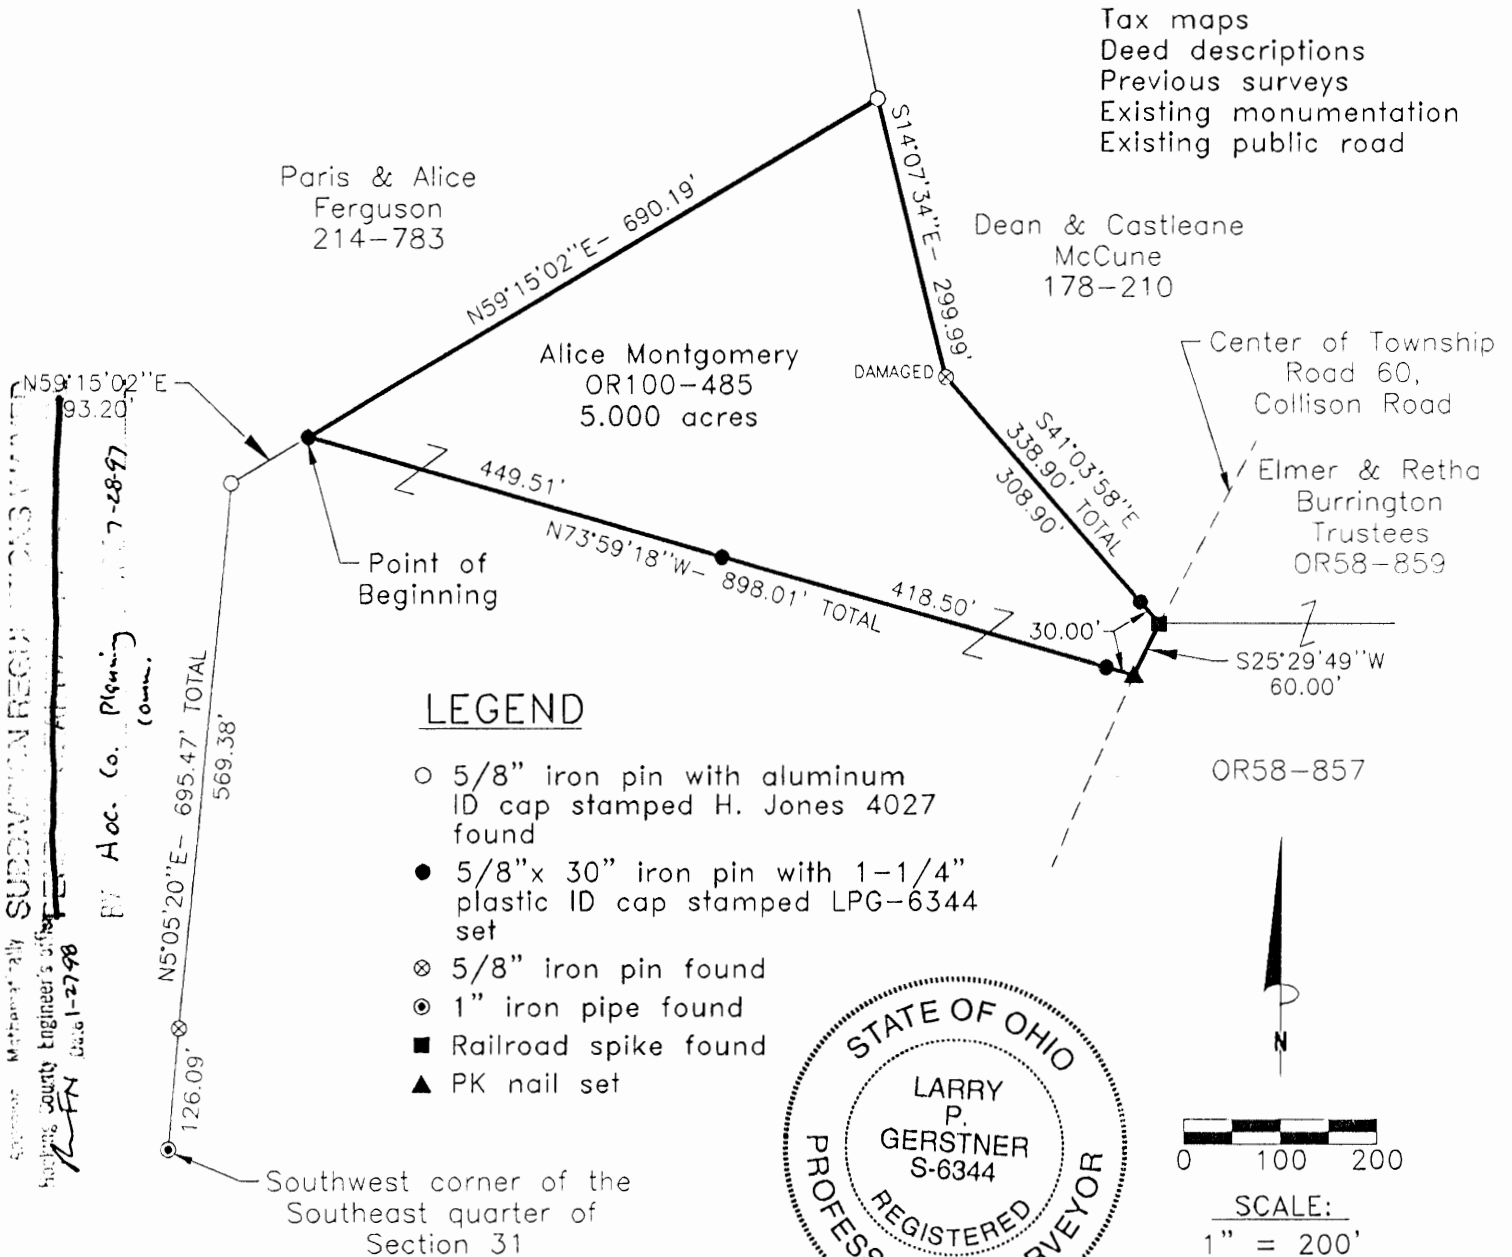 Tax maps
Deed descriptions
Previous surveys
Existing monumentation
Existing public road
Paris & Alice
Ferguson
214-783
N59°15'02"E- 690.19'
S14°07'34"E- 299.99'
Dean & Castleane
McCune
178-210
Alice Montgomery
OR100-485
5.000 acres
DAMAGED
Center of Township
Road 60,
Collison Road
N59°15'02"E
93.20'
S41°03'58"E
338.90' TOTAL
308.90'
Elmer & Retha
Burrington
Trustees
OR58-859
449.51'
N73°59'18"W- 898.01' TOTAL
418.50'
30.00'
Point of
Beginning
S25°29'49"W
60.00'
OR58-857
N5°05'20"E- 695.47' TOTAL
569.38'
126.09'
LEGEND
5/8" iron pin with aluminum
ID cap stamped H. Jones 4027
found
5/8"x 30" iron pin with 1-1/4"
plastic ID cap stamped LPG-6344
set
5/8" iron pin found
1" iron pipe found
Railroad spike found
PK nail set
Southwest corner of the
Southeast quarter of
Section 31
STATE OF OHIO
LARRY
P.
GERSTNER
S-6344
REGISTERED
N
0 100 200
SCALE:
1" = 200'
SUBDIVISION
BY Hoc. Co. Planning 7-28-97
Comm.
Mathematically
County Engineer's office